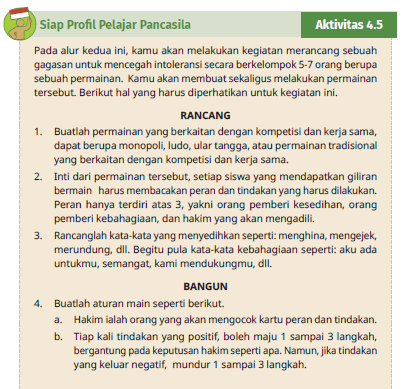 Siap Profil Pelajar Pancasila
Aktivitas 4.5
Pada alur kedua ini, kamu akan melakukan kegiatan merancang sebuah
gagasan untuk mencegah intoleransi secara berkelompok 5-7 orang berupa
sebuah permainan. Kamu akan membuat sekaligus melakukan permainan
tersebut. Berikut hal yang harus diperhatikan untuk kegiatan ini.
RANCANG
1. Buatlah permainan yang berkaitan dengan kompetisi dan kerja sama,
dapat berupa monopoli, ludo, ular tangga, atau permainan tradisional
yang berkaitan dengan kompetisi dan kerja sama.
2. Inti dari permainan tersebut, setiap siswa yang mendapatkan giliran
bermain harus membacakan peran dan tindakan yang harus dilakukan.
Peran hanya terdiri atas 3, yakni orang pemberi kesedihan, orang
pemberi kebahagiaan, dan hakim yang akan mengadili.
3. Rancanglah kata-kata yang menyedihkan seperti: menghina, mengejek,
merundung, dll. Begitu pula kata-kata kebahagiaan seperti: aku ada
untukmu, semangat, kami mendukungmu, dll.
BANGUN
4. Buatlah aturan main seperti berikut.
a. Hakim ialah orang yang akan mengocok kartu peran dan tindakan.
b. Tiap kali tindakan yang positif, boleh maju 1 sampai 3 langkah,
bergantung pada keputusan hakim seperti apa. Namun, jika tindakan
yang keluar negatif, mundur 1 sampai 3 langkah.